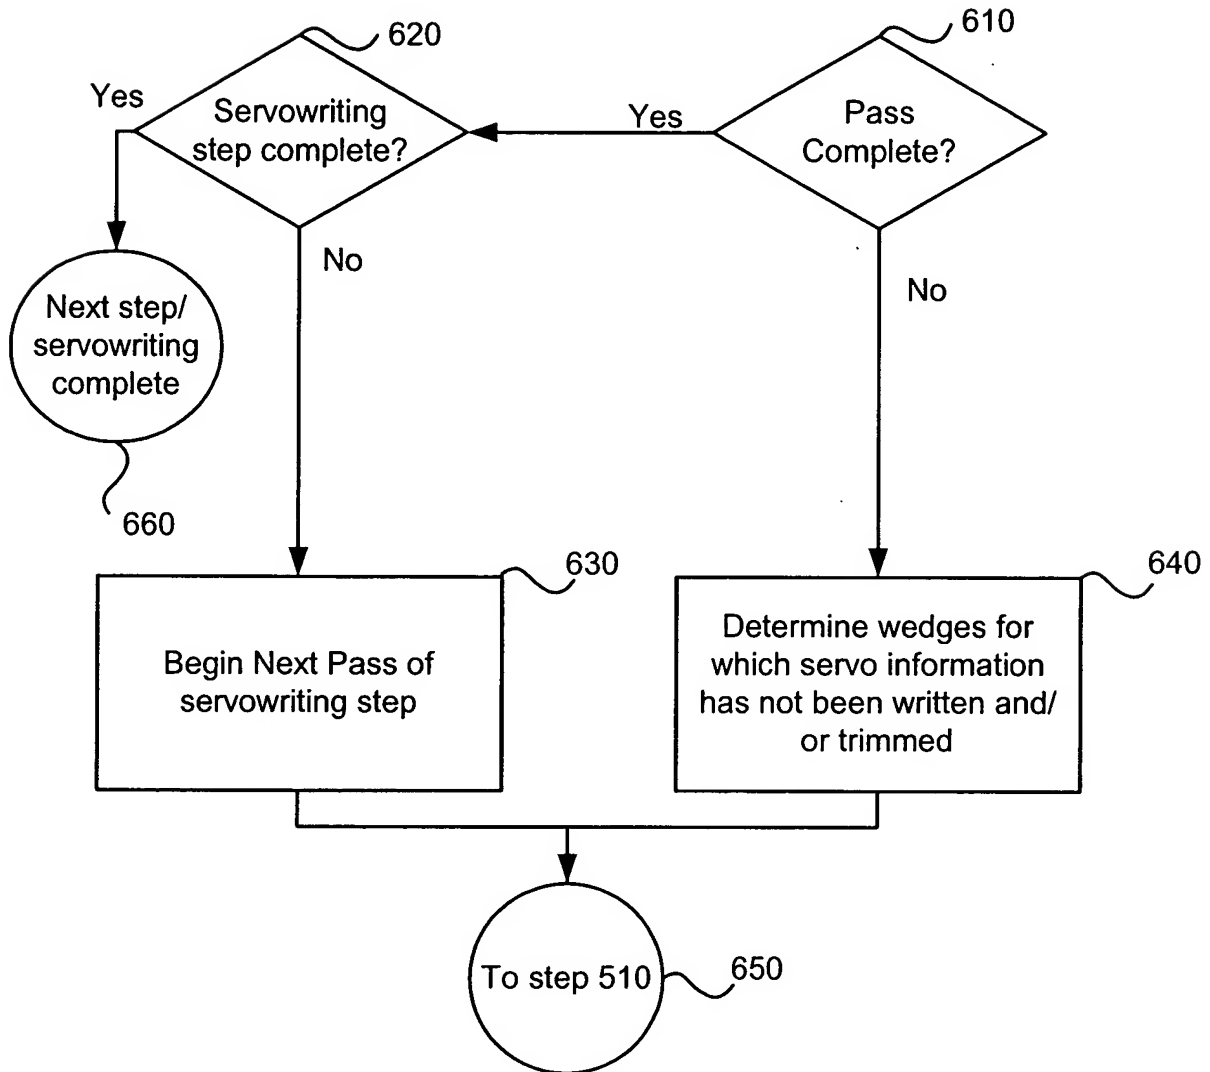 620
610
Yes
Servowriting
step complete?
Yes
Pass
Complete?
No
No
Next step/
servowriting
complete
660
630
640
Begin Next Pass of
servowriting step
Determine wedges for
which servo information
has not been written and/
or trimmed
To step 510
650